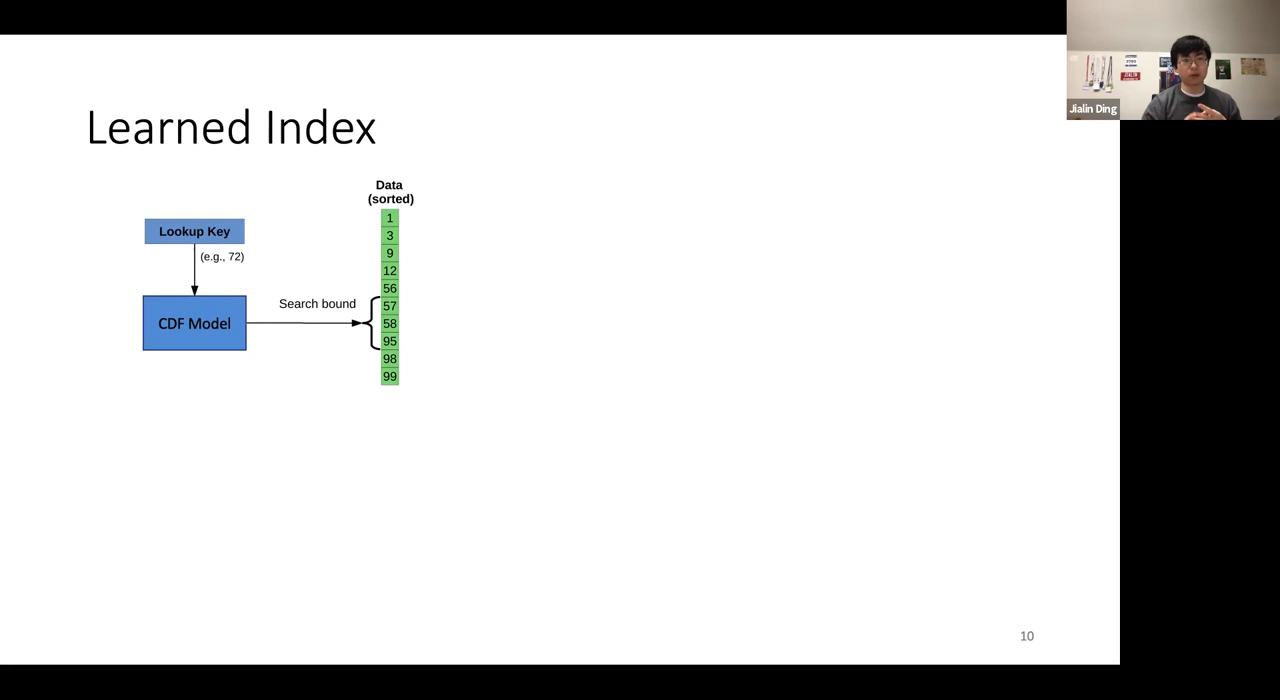 Learned Index
Data
(sorted)
Lookup Key
(e.g., 72)
CDF Model
Search bound
1
3
9
12
56
57
58
95
98
99
10
Jialin Ding